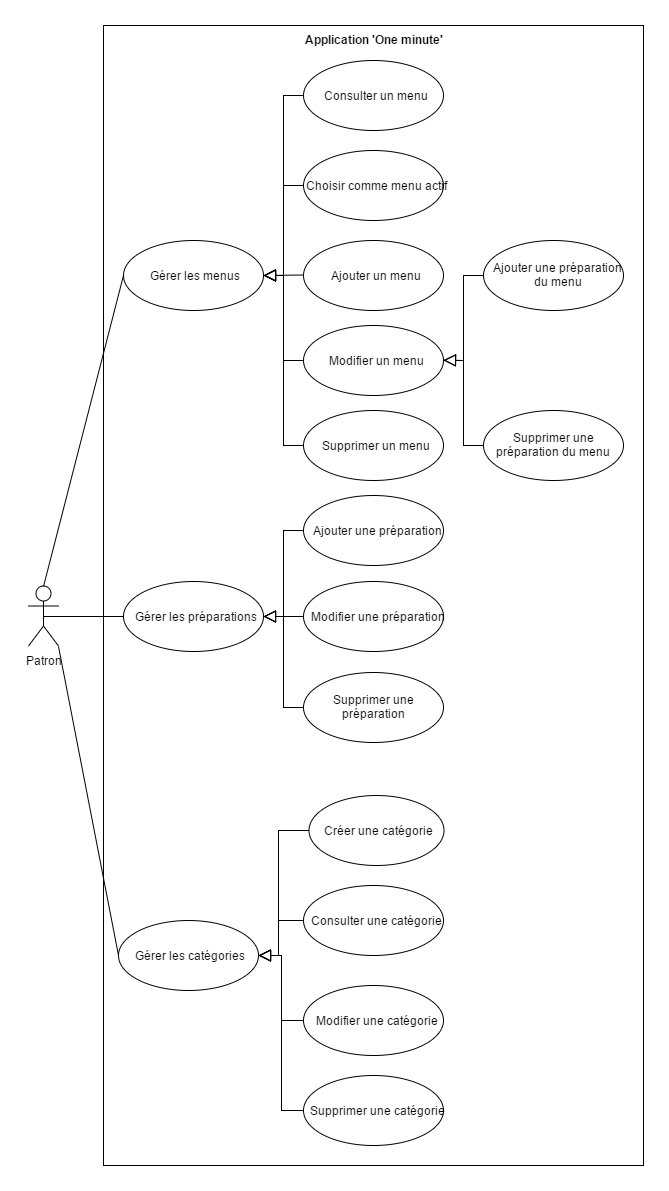 Application 'One minute'
Consulter un menu
Choisir comme menu actif
Gérer les menus
Ajouter un menu
Ajouter une préparation
du menu
Modifier un menu
Supprimer un menu
Supprimer une
préparation du menu
Ajouter une préparation
Gérer les préparations
Modifier une préparation
Patron
Supprimer une
préparation
Créer une catégorie
Consulter une catégorie
Gérer les catégories
Modifier une catégorie
Supprimer une catégorie